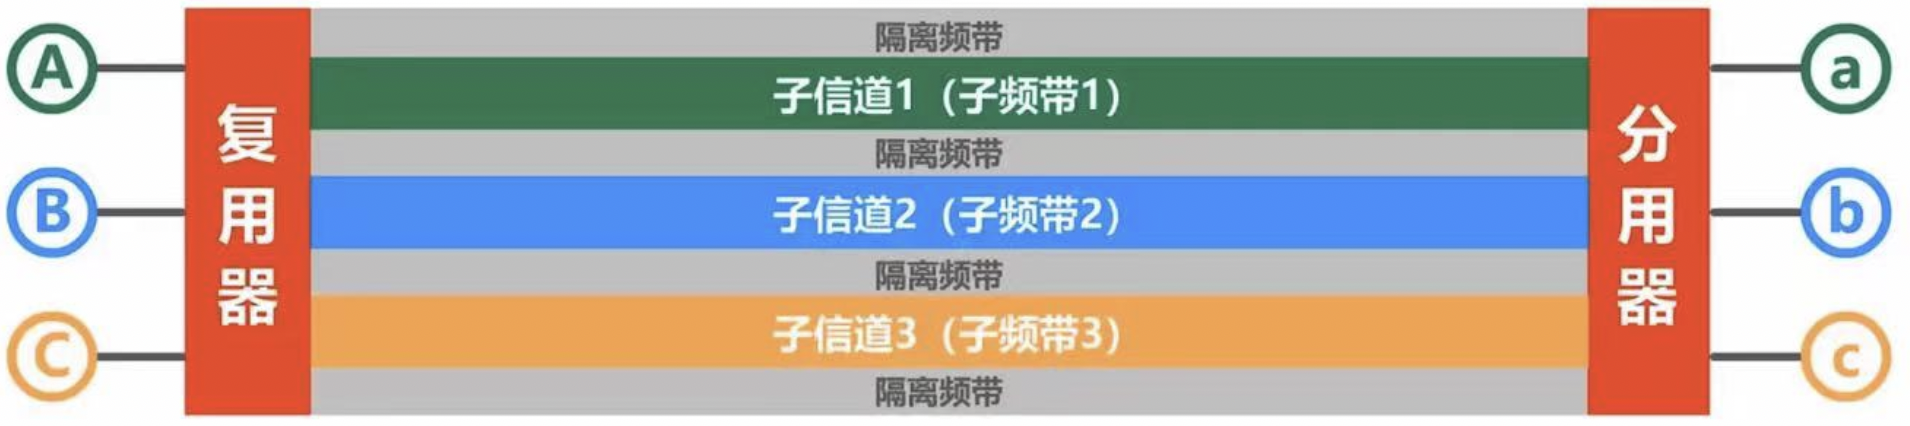 隔离频带
A
子信道1（子频带1）
a
复用器
隔离频带
分用器
B
子信道2（子频带2）
b
隔离频带
C
子信道3（子频带3）
c
隔离频带